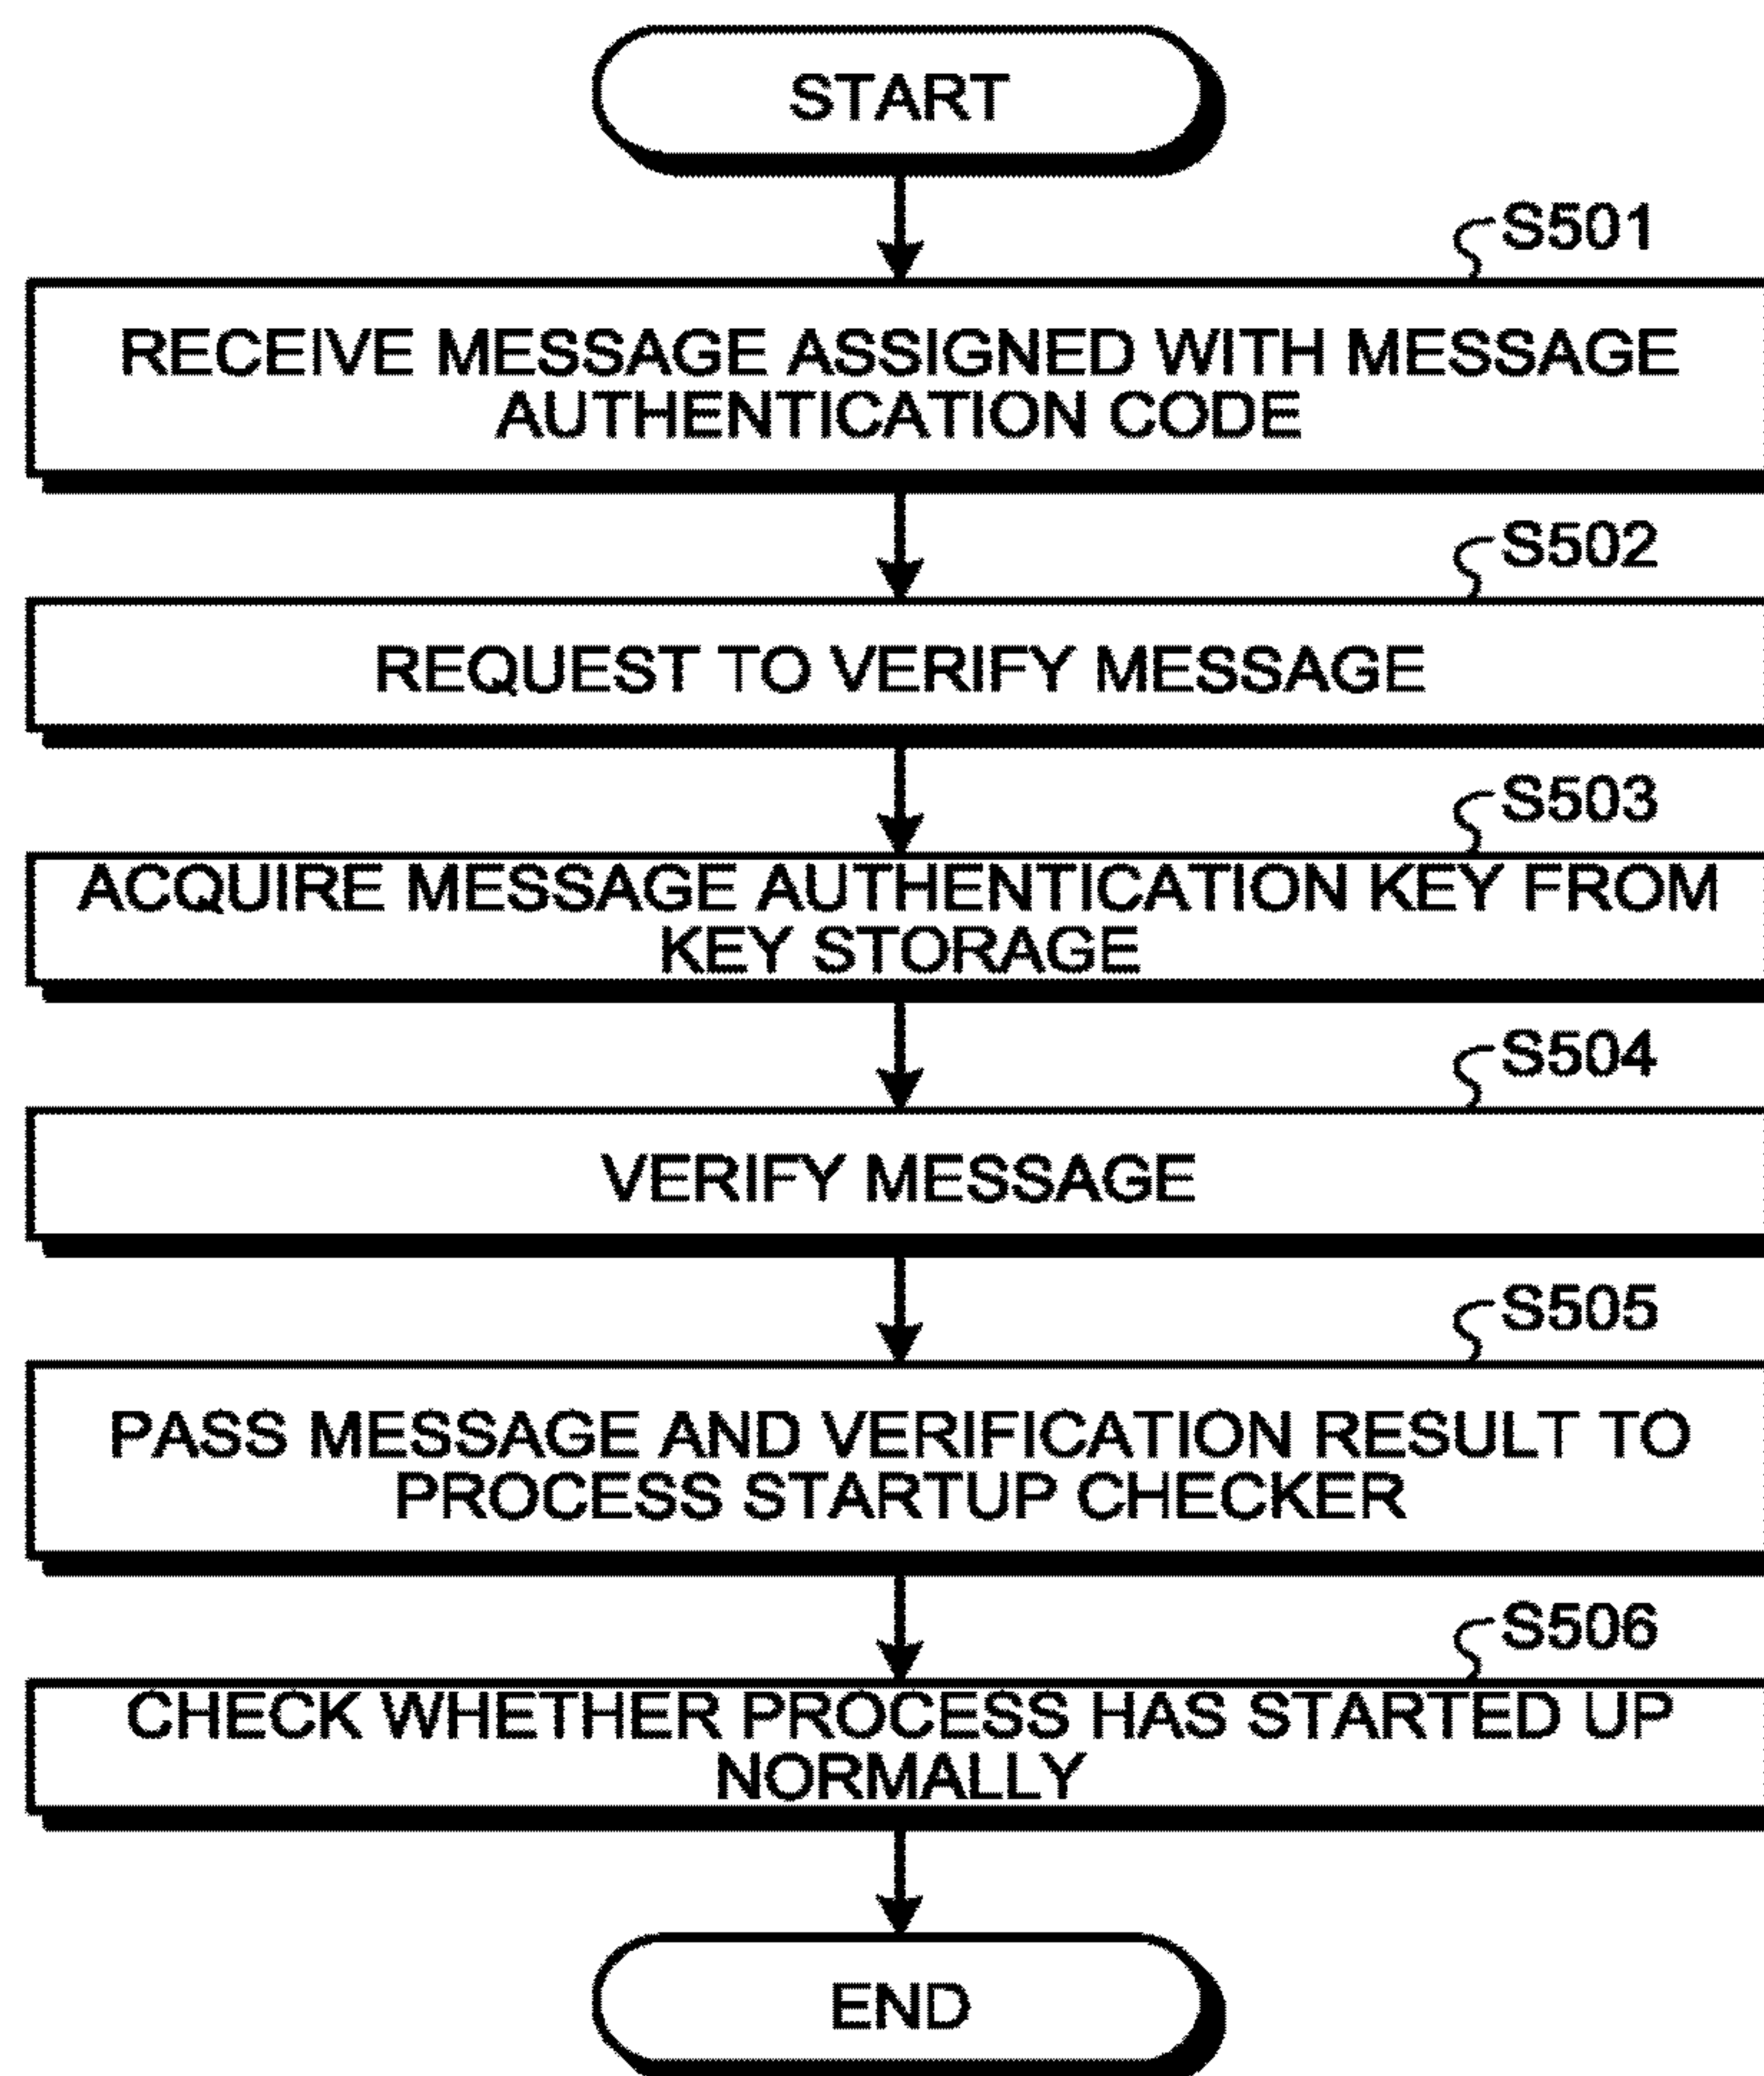 START
S501
RECEIVE MESSAGE ASSIGNED WITH MESSAGE
AUTHENTICATION CODE
S502
REQUEST TO VERIFY MESSAGE
S503
ACQUIRE MESSAGE AUTHENTICATION KEY FROM
KEY STORAGE
S504
VERIFY MESSAGE
S505
PASS MESSAGE AND VERIFICATION RESULT TO
PROCESS STARTUP CHECKER
S506
CHECK WHETHER PROCESS HAS STARTED UP
NORMALLY
END